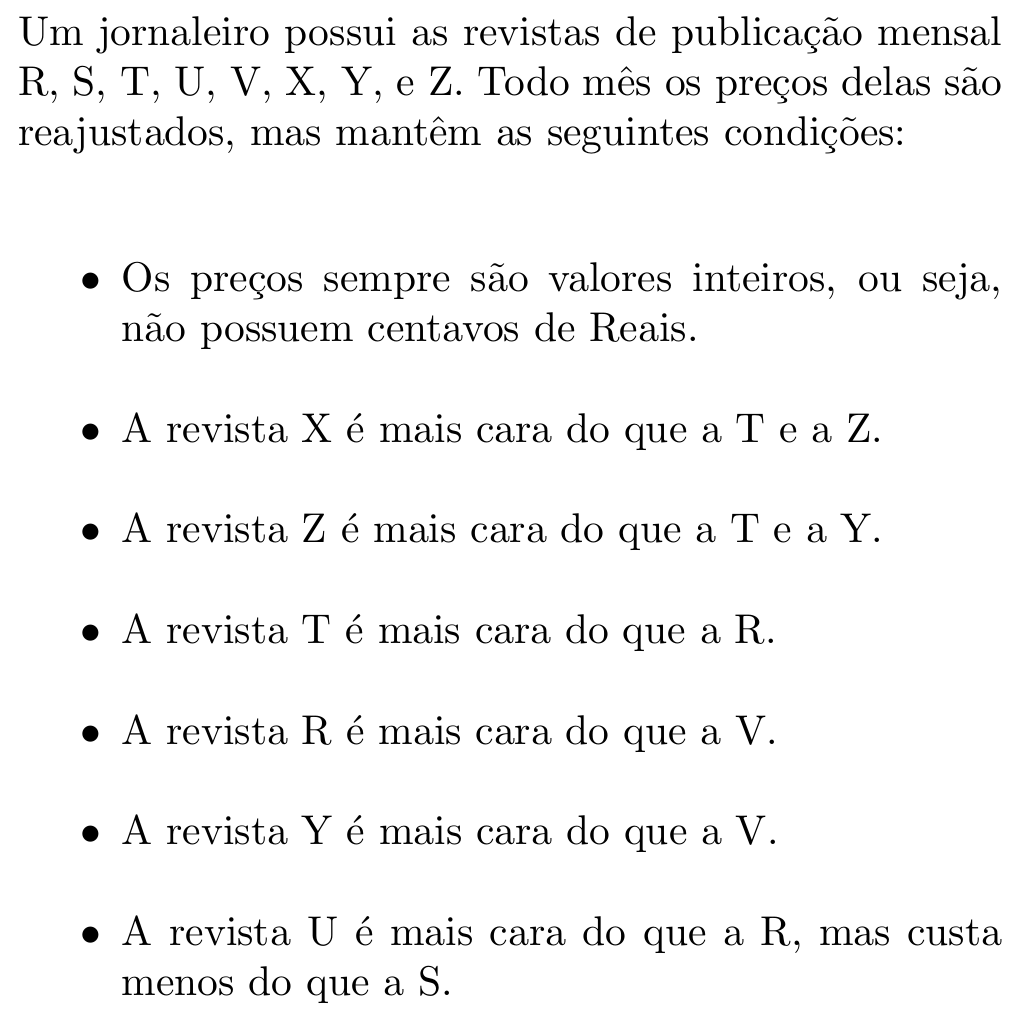 Um jornaleiro possui as revistas de publicação mensal
R, S, T, U, V, X, Y, e Z. Todo mês os preços delas são
reajustados, mas mantêm as seguintes condições:
• Os preços sempre são valores inteiros, ou seja,
não possuem centavos de Reais.
• A revista X é mais cara do que a T e a Z.
• A revista Z é mais cara do que a T e a Y.
• A revista T é mais cara do que a R.
• A revista R é mais cara do que a V.
• A revista Y é mais cara do que a V.
• A revista U é mais cara do que a R, mas custa
menos do que a S.